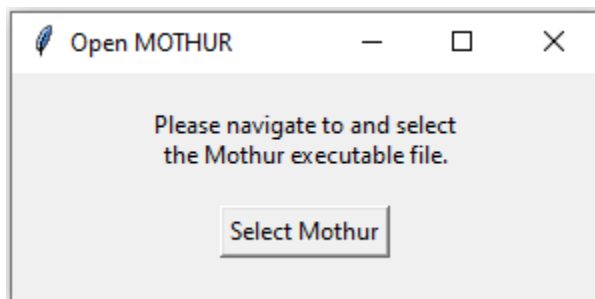 Open MOTHUR
Please navigate to and select
the Mothur executable file.
Select Mothur